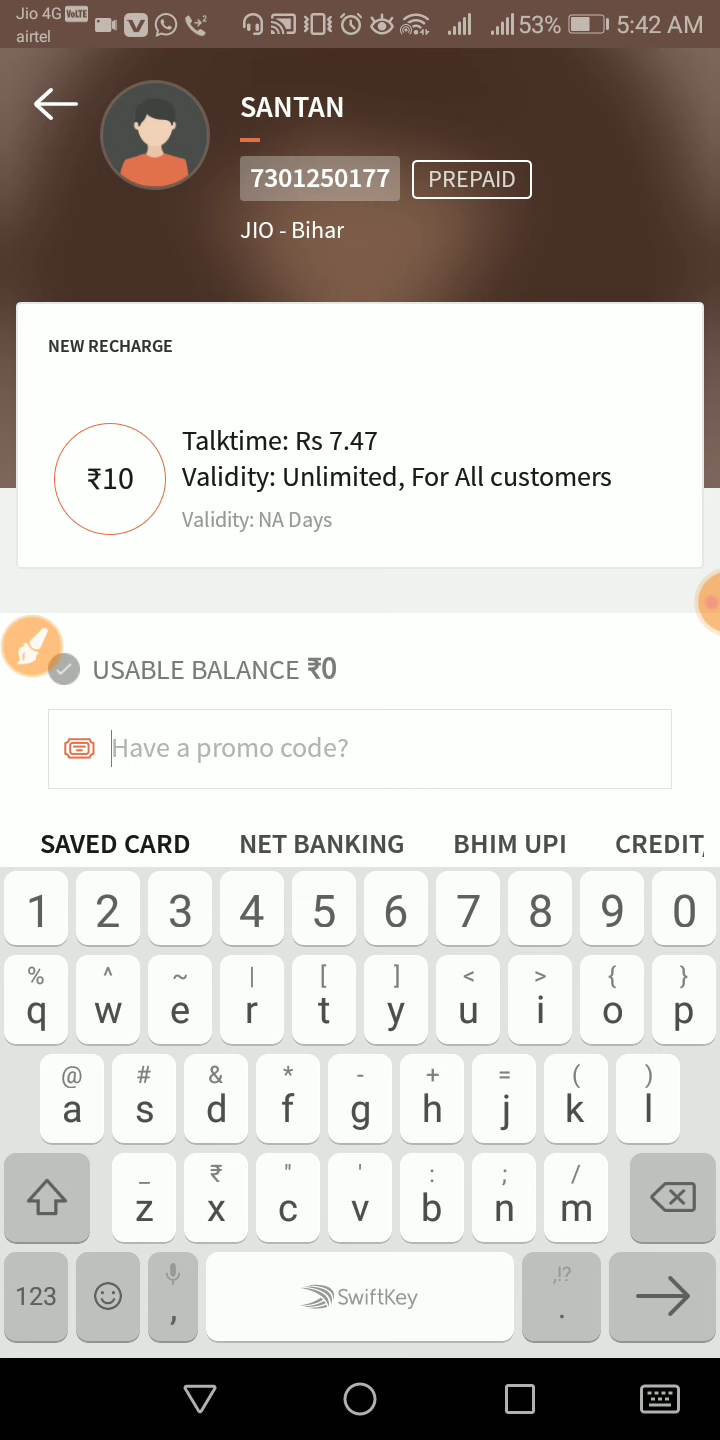 Jio 4G VoLTE
airtel
2
53%
5:42 AM
SANTAN
7301250177
PREPAID
JIO - Bihar
NEW RECHARGE
₹10
Talktime: Rs 7.47
Validity: Unlimited, For All customers
Validity: NA Days
USABLE BALANCE ₹0
Have a promo code?
SAVED CARD NET BANKING BHIM UPI CREDIT/
1 2 3 4 5 6 7 8 9 0
% ^ ~ | [ ] < > { }
q w e r t y u i o p
@ # & * - + = ( )
a s d f g h j k l
_ ₹ " ' : ; /
z x c v b n m
,!?
123 , SwiftKey .